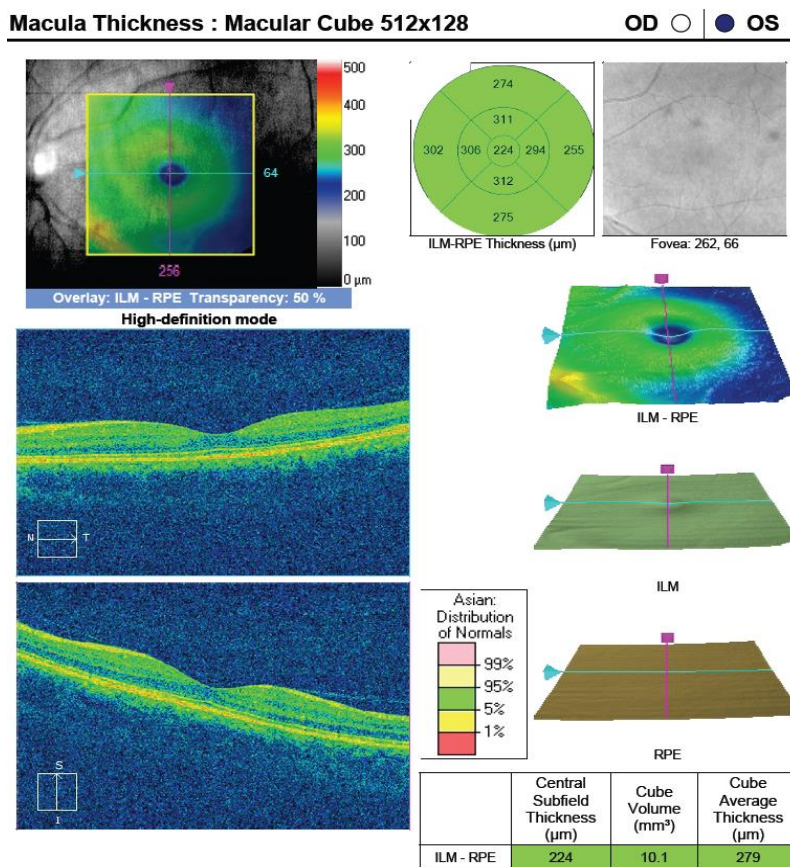 Macula Thickness : Macular Cube 512x128 OD OS
500
400
300
200
100
0 µm
64
256
Overlay: ILM - RPE Transparency: 50 %
274
311
302 306 224 294 255
312
275
ILM-RPE Thickness (µm)
Fovea: 262, 66
High-definition mode
N T
S
I
ILM - RPE
ILM
RPE
Asian:
Distribution
of Normals
99%
95%
5%
1%
Central
Subfield
Thickness
(µm)
Cube
Volume
(mm³)
Cube
Average
Thickness
(µm)
ILM - RPE 224 10.1 279